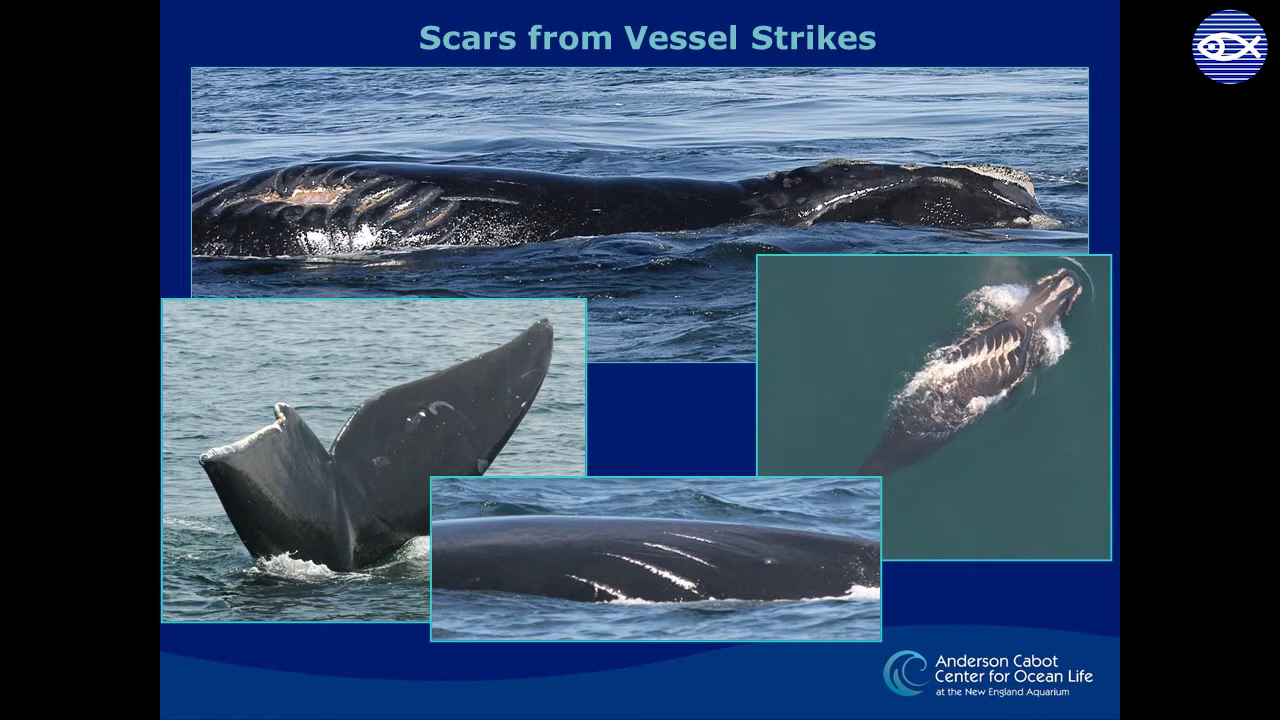 Scars from Vessel Strikes
Anderson Cabot
Center for Ocean Life
at the New England Aquarium